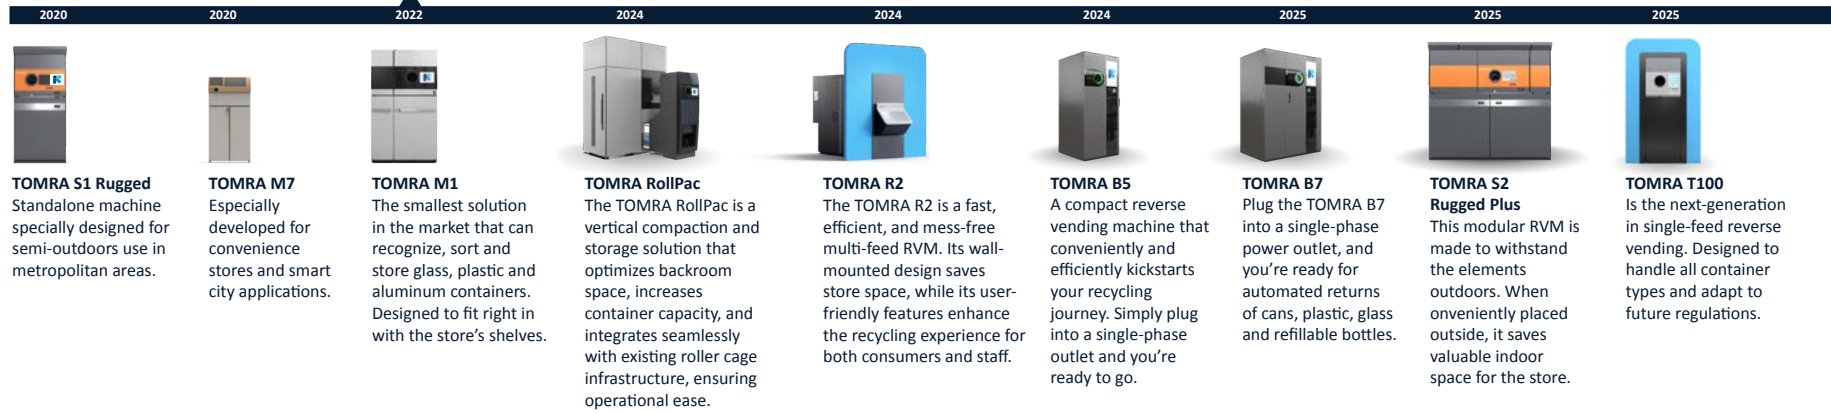 2020 2020 2022 2024 2024 2024 2025 2025 2025
TOMRA S1 Rugged
Standalone machine
specially designed for
semi-outdoors use in
metropolitan areas.
TOMRA M7
Especially
developed for
convenience
stores and smart
city applications.
TOMRA M1
The smallest solution
in the market that can
recognize, sort and
store glass, plastic and
aluminum containers.
Designed to fit right in
with the store's shelves.
TOMRA RollPac
The TOMRA RollPac is a
vertical compaction and
storage solution that
optimizes backroom
space, increases
container capacity, and
integrates seamlessly
with existing roller cage
infrastructure, ensuring
operational ease.
TOMRA R2
The TOMRA R2 is a fast,
efficient, and mess-free
multi-feed RVM. Its wall-
mounted design saves
store space, while its user-
friendly features enhance
the recycling experience for
both consumers and staff.
TOMRA B5
A compact reverse
vending machine that
conveniently and
efficiently kickstarts
your recycling
journey. Simply plug
into a single-phase
outlet and you're
ready to go.
TOMRA B7
Plug the TOMRA B7
into a single-phase
power outlet, and
you're ready for
automated returns
of cans, plastic, glass
and refillable bottles.
TOMRA S2
Rugged Plus
This modular RVM is
made to withstand
the elements
outdoors. When
onveniently placed
outside, it saves
valuable indoor
space for the store.
TOMRA T100
Is the next-generation
in single-feed reverse
vending. Designed to
handle all container
types and adapt to
future regulations.